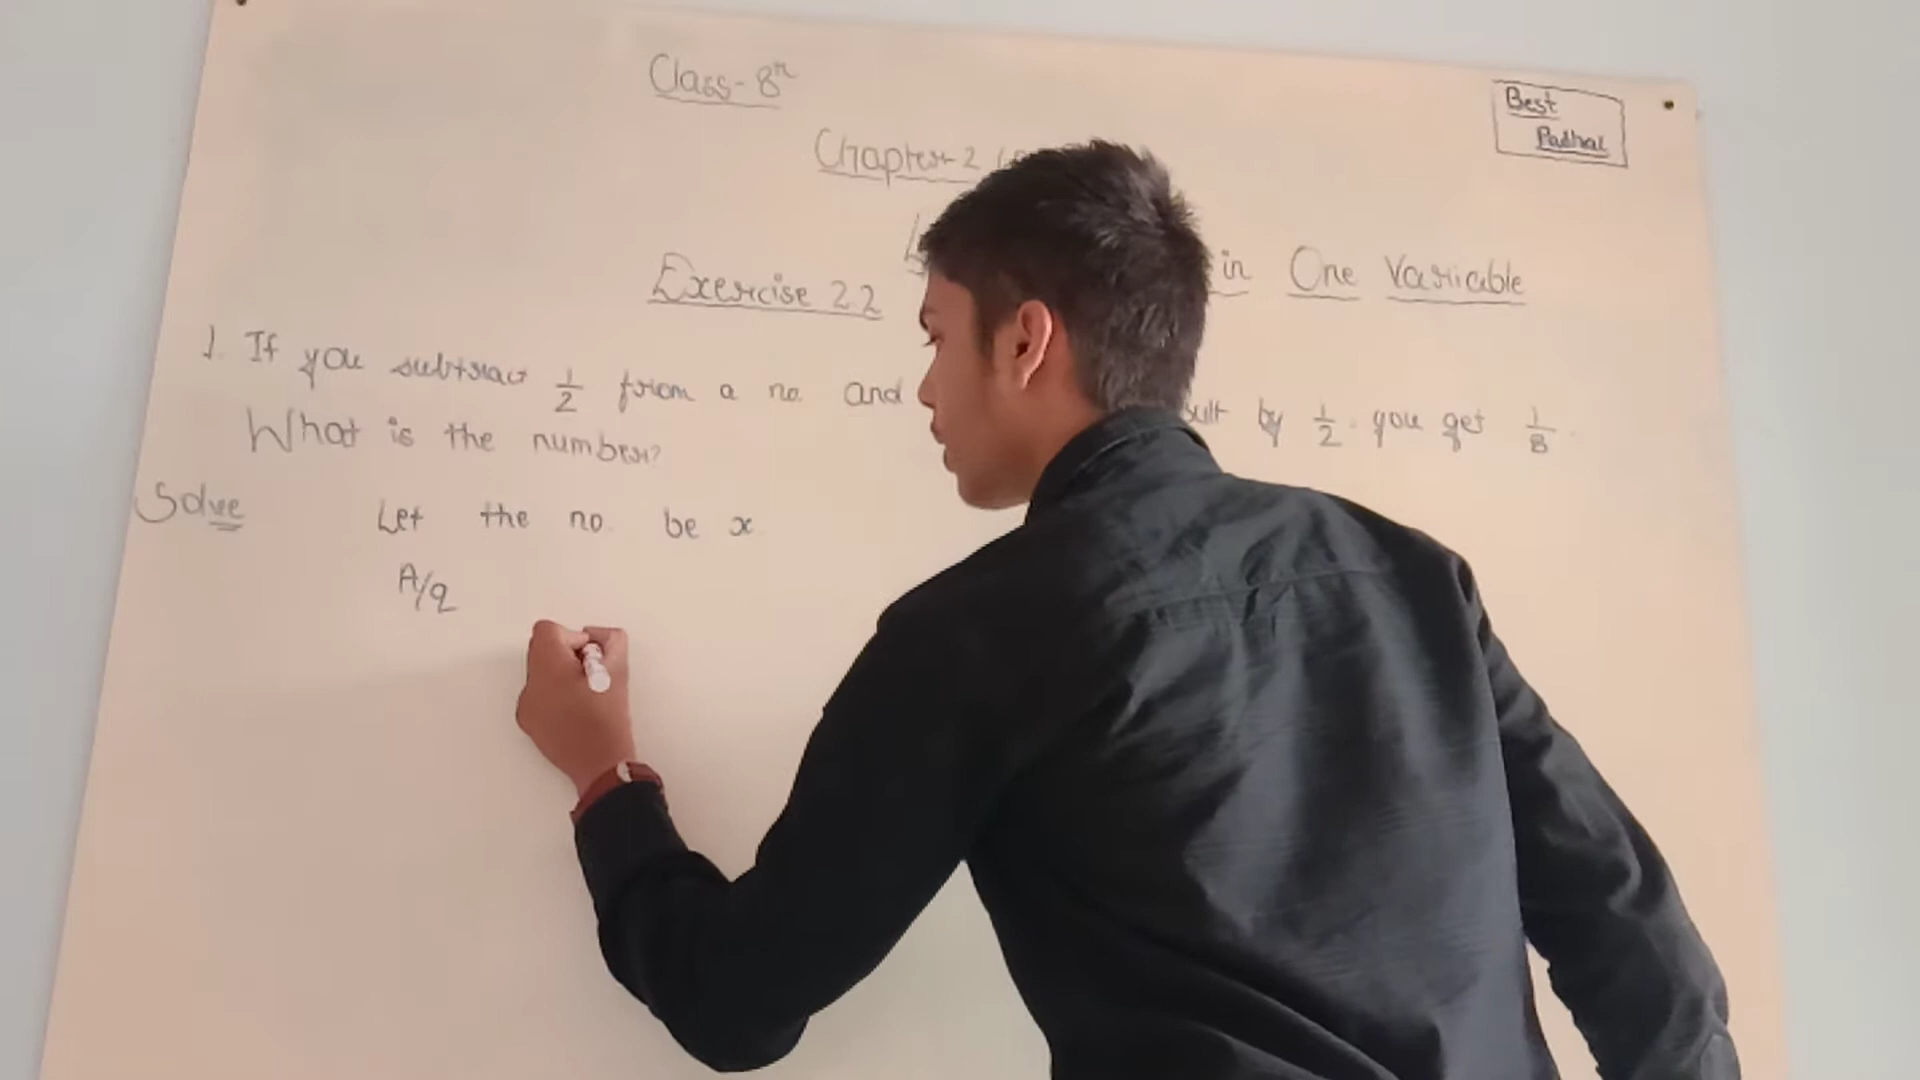 Class-8th
Best
Padhai
Chapter-2
in One Variable
Exercise 2.2
1. If you subtract 1/2 from a no. and by 1/2. you get 1/8.
What is the number?
Solve Let the no. be x
A/q